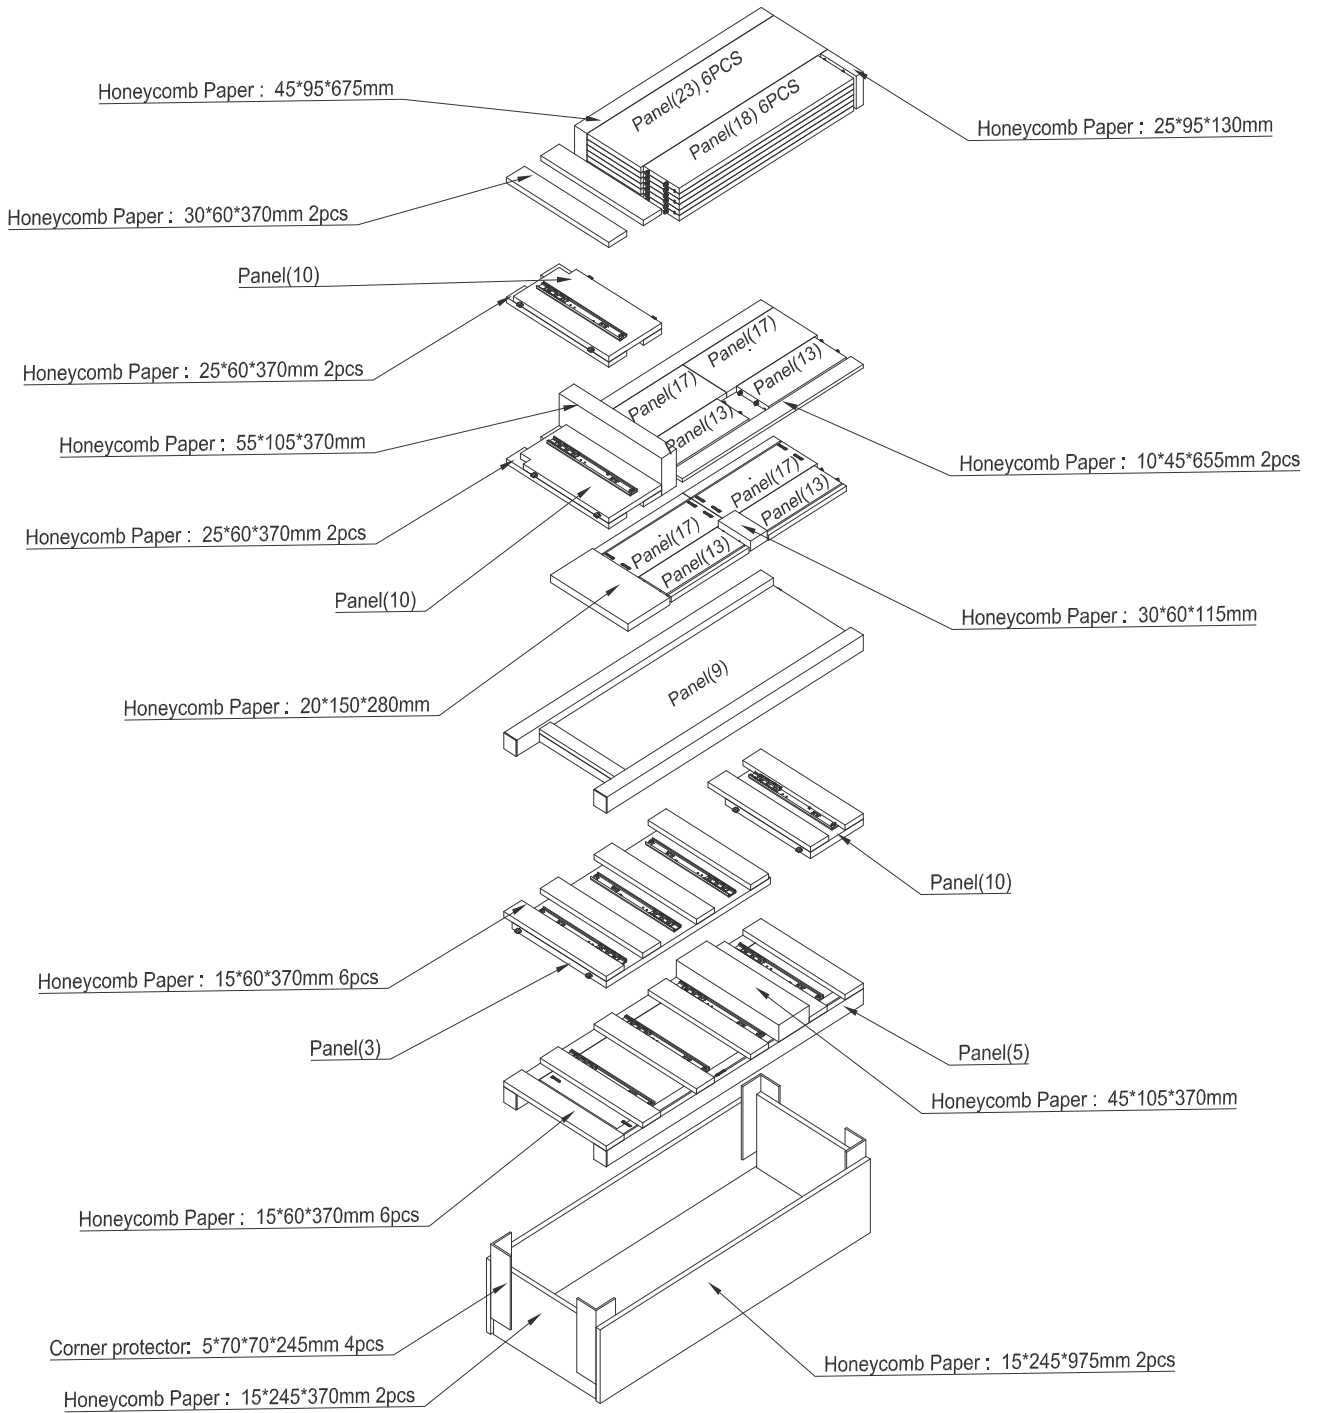 Panel(23) 6PCS
Honeycomb Paper : 45*95*675mm
Panel(18) 6PCS
Honeycomb Paper : 25*95*130mm
Honeycomb Paper : 30*60*370mm 2pcs
Panel(10)
Panel(17)
Panel(13)
Honeycomb Paper : 25*60*370mm 2pcs
Panel(17)
Panel(13)
Honeycomb Paper : 55*105*370mm
Honeycomb Paper : 10*45*655mm 2pcs
Panel(17)
Panel(13)
Honeycomb Paper : 25*60*370mm 2pcs
Panel(17)
Panel(13)
Panel(10)
Honeycomb Paper : 30*60*115mm
Panel(9)
Honeycomb Paper : 20*150*280mm
Panel(10)
Honeycomb Paper : 15*60*370mm 6pcs
Panel(3)
Panel(5)
Honeycomb Paper : 45*105*370mm
Honeycomb Paper : 15*60*370mm 6pcs
Corner protector: 5*70*70*245mm 4pcs
Honeycomb Paper : 15*245*975mm 2pcs
Honeycomb Paper : 15*245*370mm 2pcs